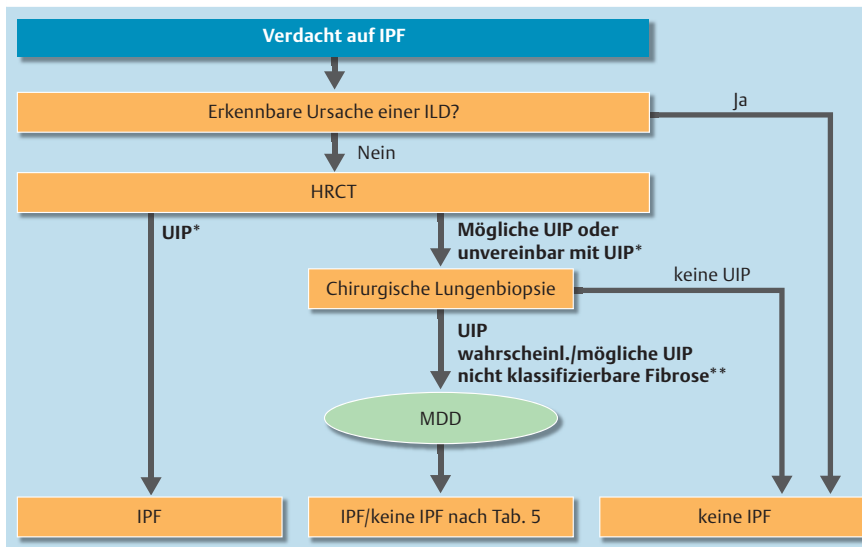 Verdacht auf IPF
Erkennbare Ursache einer ILD?
Ja
Nein
HRCT
UIP*
Mögliche UIP oder
unvereinbar mit UIP*
Chirurgische Lungenbiopsie
keine UIP
UIP
wahrscheinl./mögliche UIP
nicht klassifizierbare Fibrose**
MDD
IPF
IPF/keine IPF nach Tab. 5
keine IPF